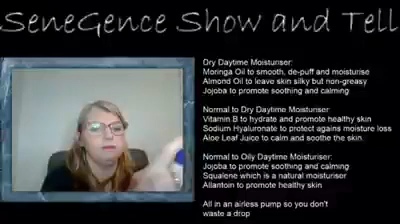 SeneGence Show and Tell
Dry Daytime Moisturiser:
Moringa Oil to smooth, de-puff and moisturise
Almond Oil to leave skin silky but non-greasy
Jojoba to promote soothing and calming
Normal to Dry Daytime Moisturiser
Vitamin B to hydrate and promote healthy skin
Sodium Hyaluronate to protect agains moisture loss
Aloe Leaf Juice to calm and soothe the skin
Normal to Oily Daytime Moisturiser:
Jojoba to promote soothing and calming
Squalene which is a natural moisturiser
Allantoin to promote healthy skin
All in an airless pump so you don't
waste a drop